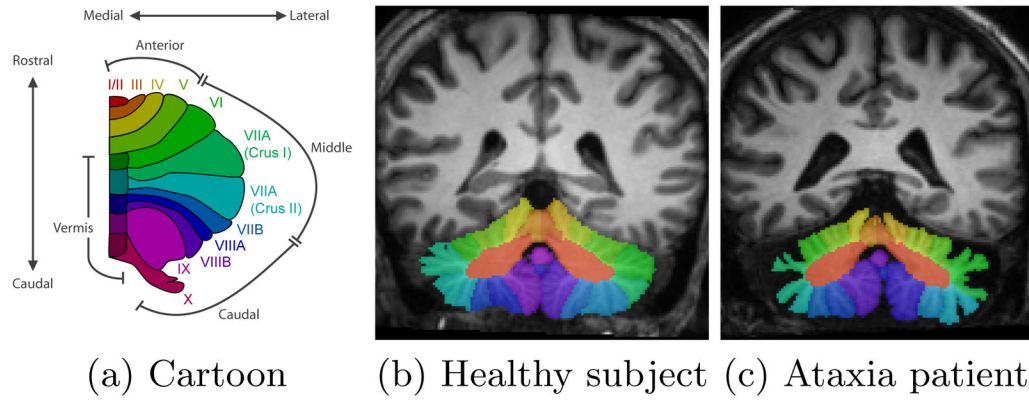 Medial
Lateral
Anterior
Rostral
I/II
III
IV
V
VI
VIIA
(Crus I)
Middle
VIIA
(Crus II)
Vermis
VIIB
VIIIA
VIIIB
IX
X
Caudal
Caudal
(a) Cartoon
(b) Healthy subject
(c) Ataxia patient